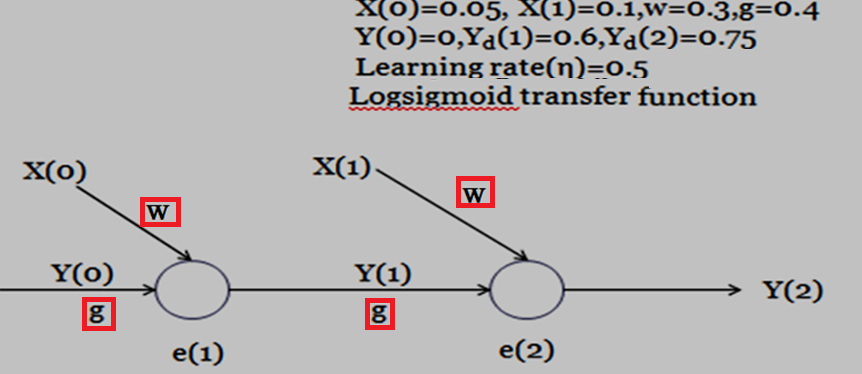 X(0)=0.05, X(1)=0.1,w=0.3,g=0.4
Y(0)=0,Yd(1)=0.6,Yd(2)=0.75
Learning rate(η)=0.5
Logsigmoid transfer function
X(0)
X(1)
w
w
Y(0)
Y(1)
Y(2)
g
g
e(1)
e(2)